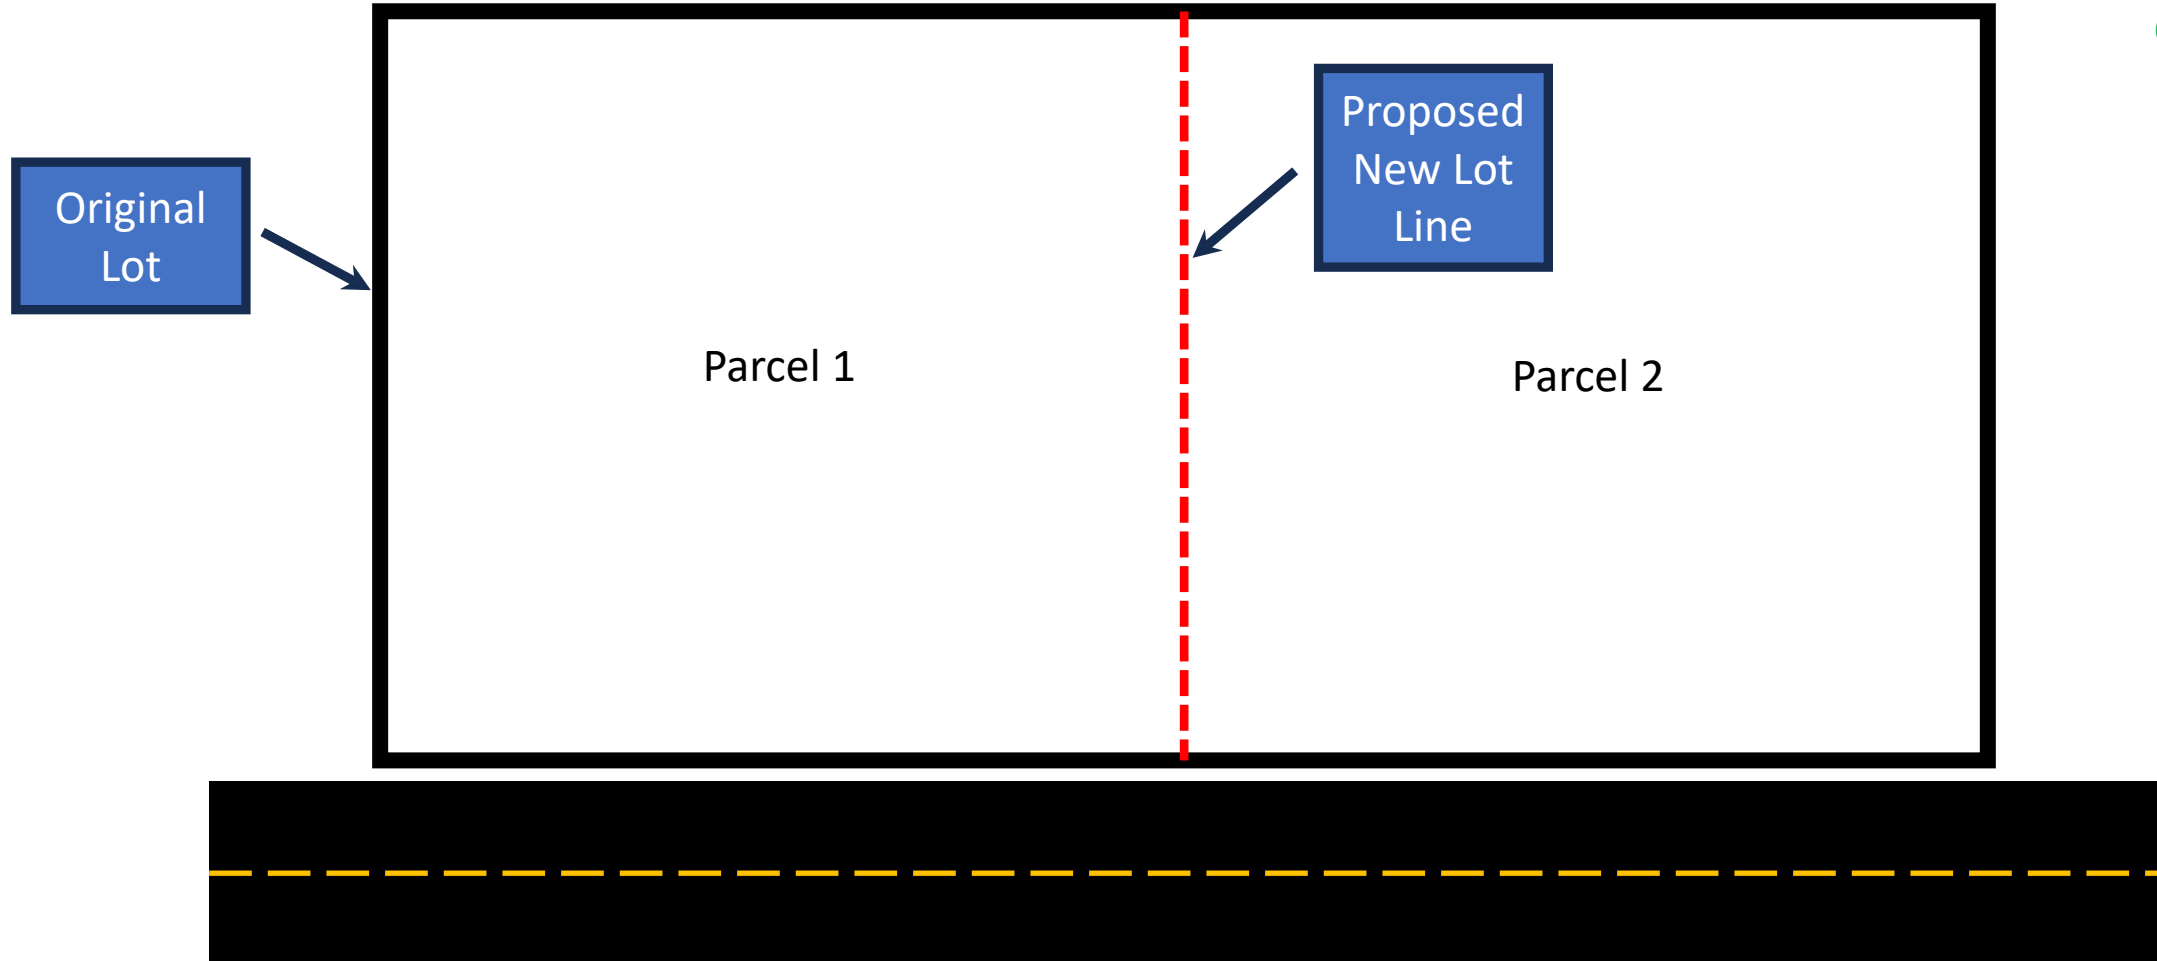 Original
Lot
Proposed
New Lot
Line
Parcel 1
Parcel 2